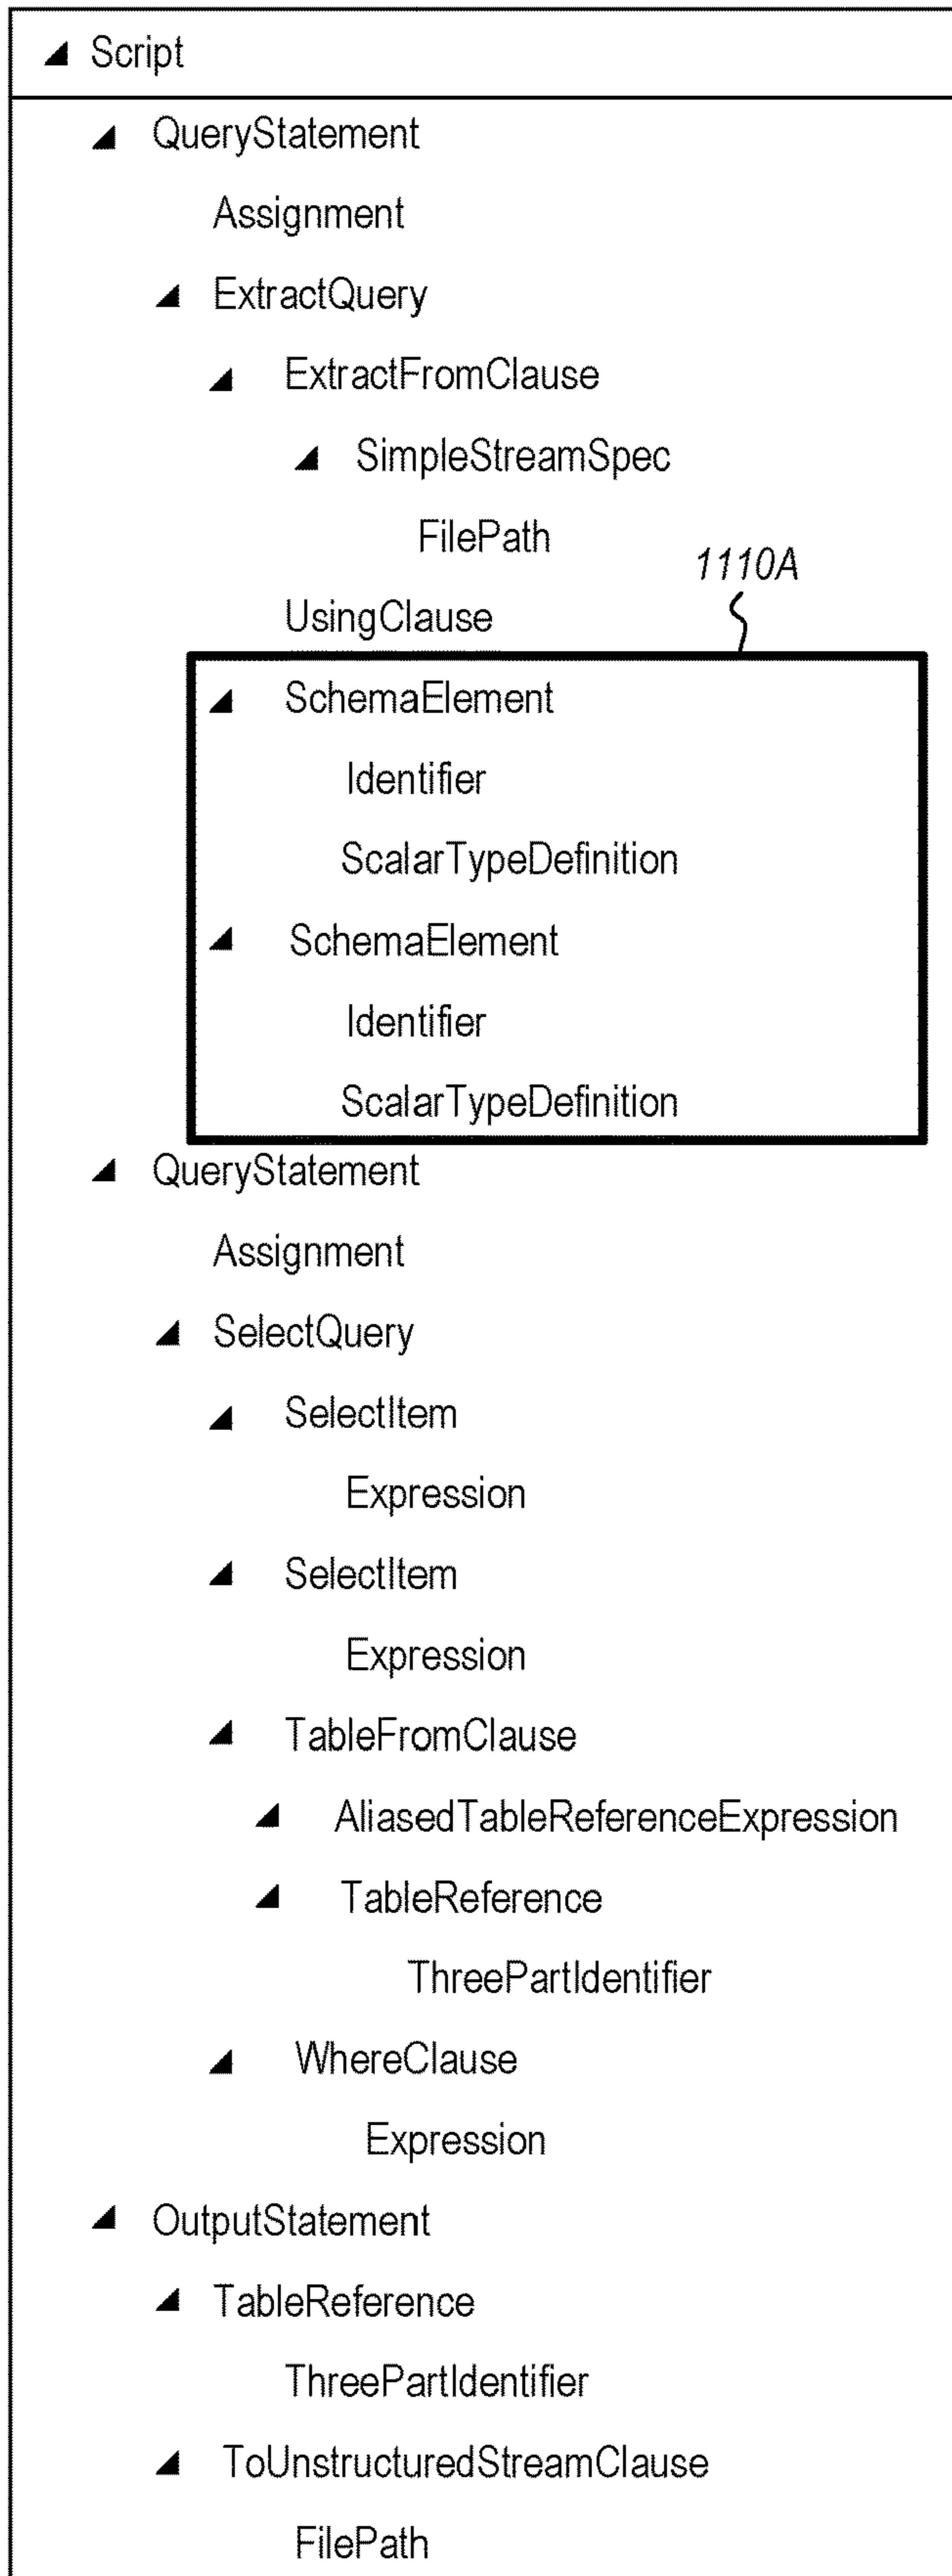 Script
QueryStatement
Assignment
ExtractQuery
ExtractFromClause
SimpleStreamSpec
FilePath
1110A
UsingClause
SchemaElement
Identifier
ScalarTypeDefinition
SchemaElement
Identifier
ScalarTypeDefinition
QueryStatement
Assignment
SelectQuery
SelectItem
Expression
SelectItem
Expression
TableFromClause
AliasedTableReferenceExpression
TableReference
ThreePartIdentifier
WhereClause
Expression
OutputStatement
TableReference
ThreePartIdentifier
ToUnstructuredStreamClause
FilePath